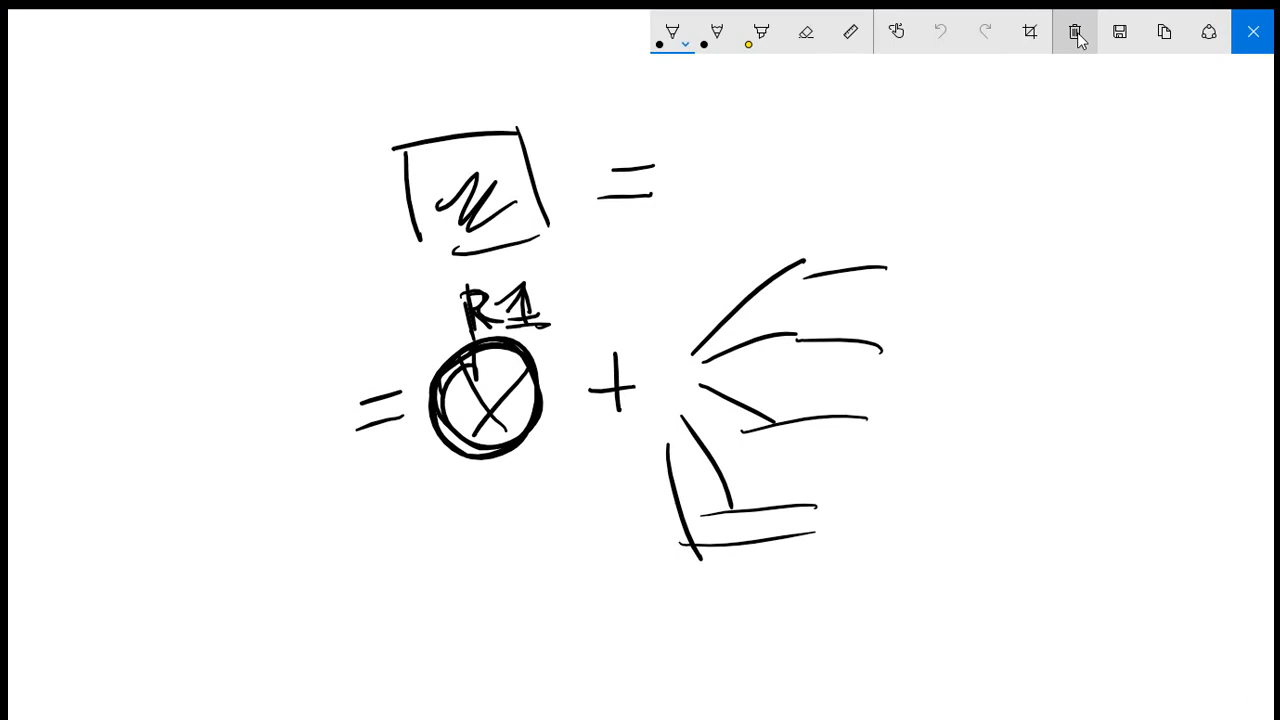 =
R1
= +